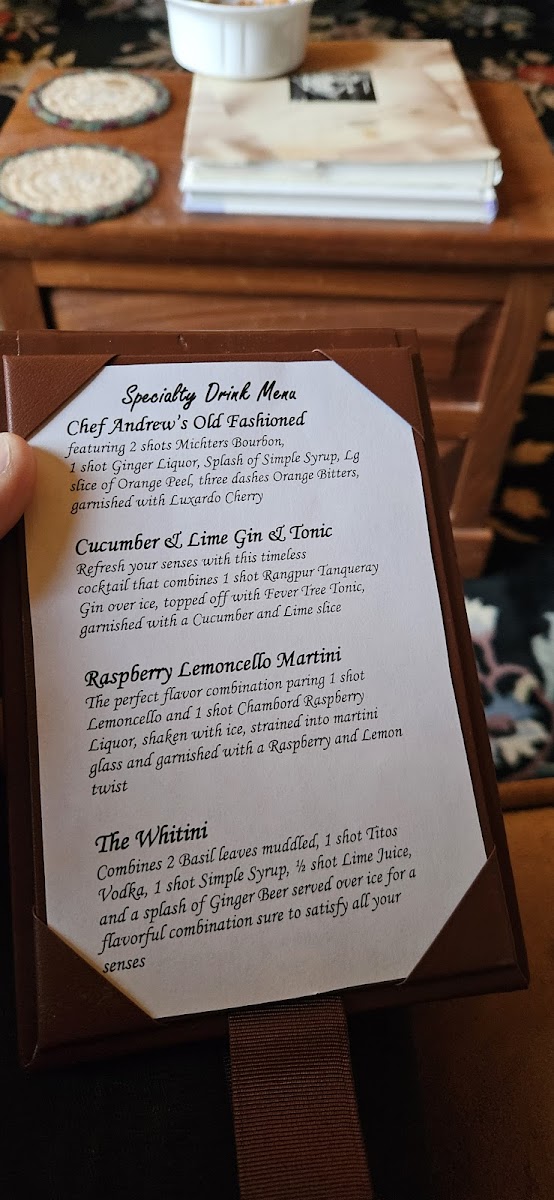 Specialty Drink Menu
Chef Andrew's Old Fashioned
featuring 2 shots Michters Bourbon,
1 shot Ginger Liquor, Splash of Simple Syrup, Lg
slice of Orange Peel, three dashes Orange Bitters,
garnished with Luxardo Cherry
Cucumber & Lime Gin & Tonic
Refresh your senses with this timeless
cocktail that combines 1 shot Rangpur Tanqueray
Gin over ice, topped off with Fever Tree Tonic,
garnished with a Cucumber and Lime slice
Raspberry Lemoncello Martini
The perfect flavor combination paring 1 shot
Lemoncello and 1 shot Chambord Raspberry
Liquor, shaken with ice, strained into martini
glass and garnished with a Raspberry and Lemon
twist
The Whitini
Combines 2 Basil leaves muddled, 1 shot Titos
Vodka, 1 shot Simple Syrup, ½ shot Lime Juice,
and a splash of Ginger Beer served over ice for a
flavorful combination sure to satisfy all your
senses